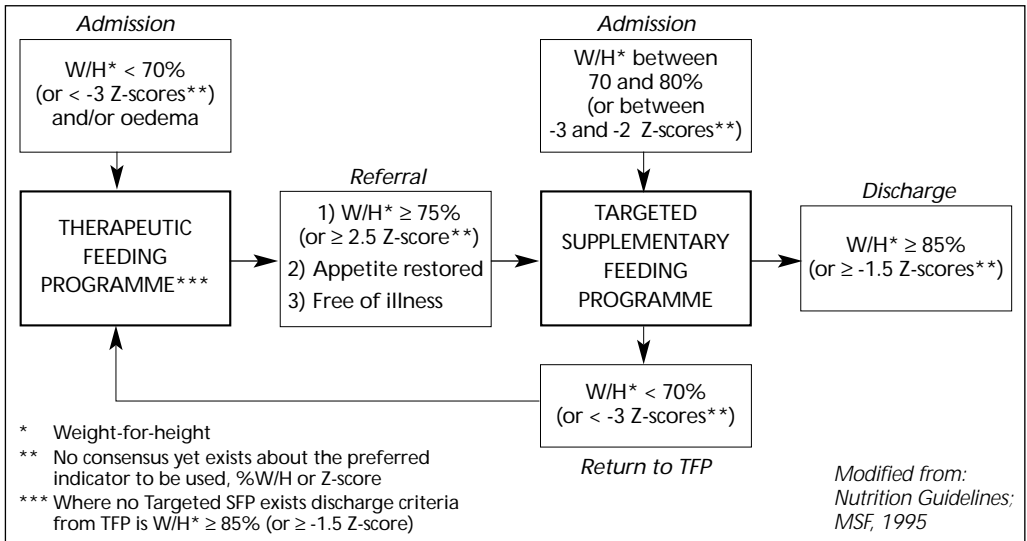 Admission
W/H* < 70%
(or < -3 Z-scores**)
and/or oedema
Admission
W/H* between
70 and 80%
(or between
-3 and -2 Z-scores**)
THERAPEUTIC
FEEDING
PROGRAMME***
Referral
1) W/H* ≥ 75%
(or ≥ 2.5 Z-score**)
2) Appetite restored
3) Free of illness
TARGETED
SUPPLEMENTARY
FEEDING
PROGRAMME
Discharge
W/H* ≥ 85%
(or ≥ -1.5 Z-scores**)
W/H* < 70%
(or < -3 Z-scores**)
Return to TFP
* Weight-for-height
** No consensus yet exists about the preferred
indicator to be used, %W/H or Z-score
*** Where no Targeted SFP exists discharge criteria
from TFP is W/H* ≥ 85% (or ≥ -1.5 Z-score)
Modified from:
Nutrition Guidelines;
MSF, 1995